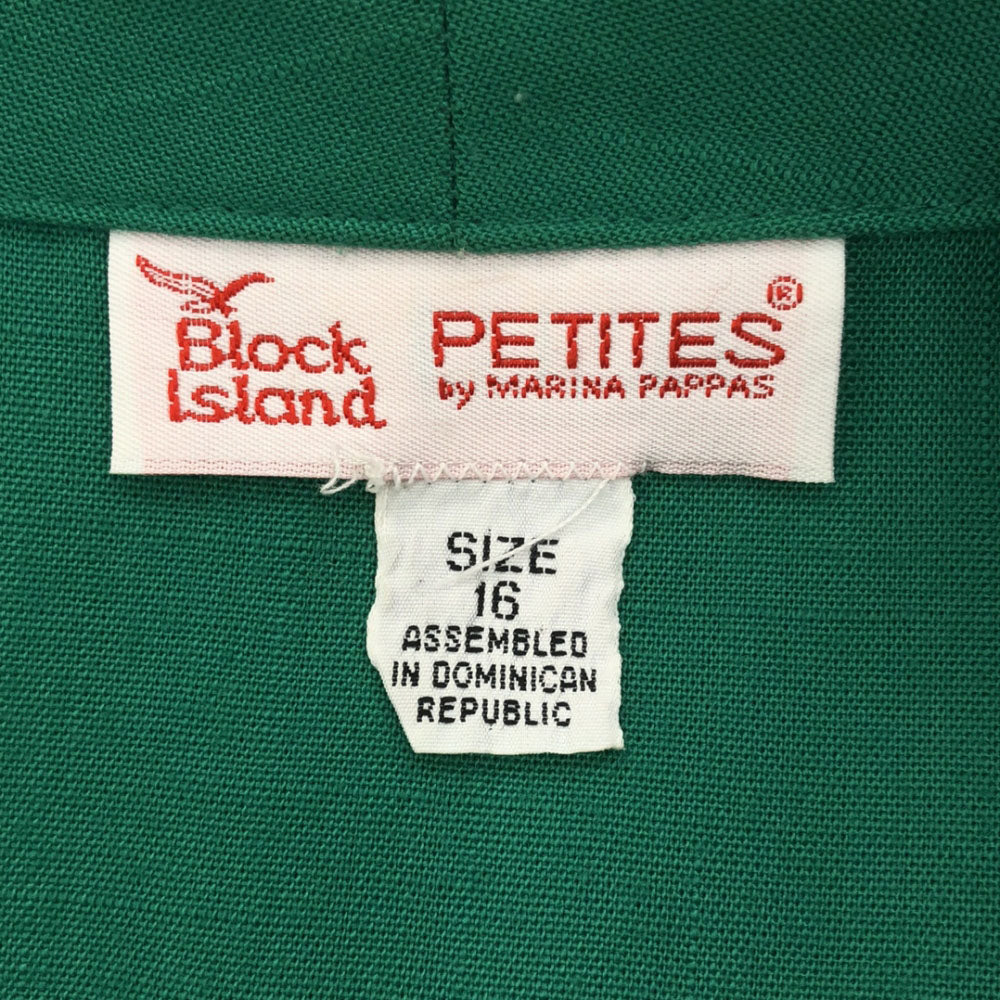 Block
Island
PETITES®
by MARINA PAPPAS
SIZE
16
ASSEMBLED
IN DOMINICAN
REPUBLIC